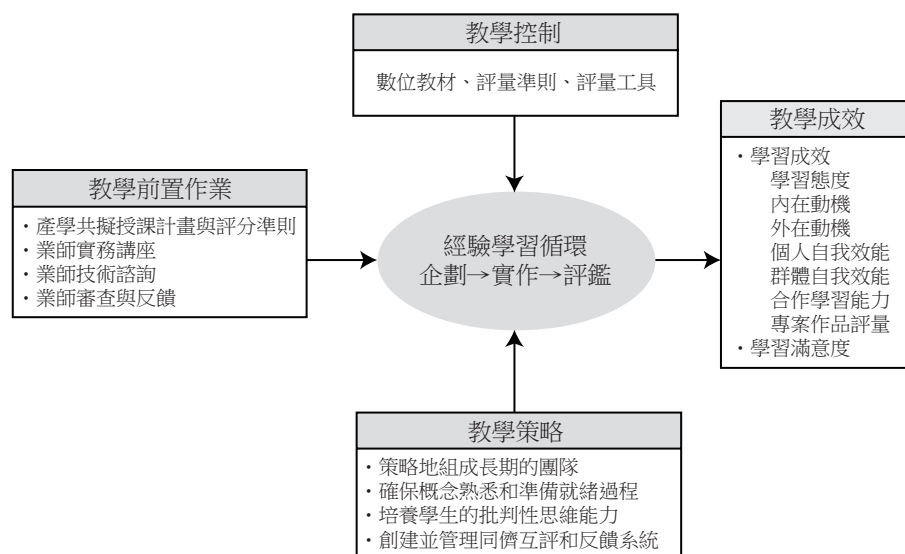 教學控制
數位教材、評量準則、評量工具
教學前置作業
・產學共擬授課計畫與評分準則
・業師實務講座
・業師技術諮詢
・業師審查與反饋
經驗學習循環
企劃→實作→評鑑
教學成效
・學習成效
學習態度
內在動機
外在動機
個人自我效能
群體自我效能
合作學習能力
專案作品評量
・學習滿意度
教學策略
・策略地組成長期的團隊
・確保概念熟悉和準備就緒過程
・培養學生的批判性思維能力
・創建並管理同儕互評和反饋系統